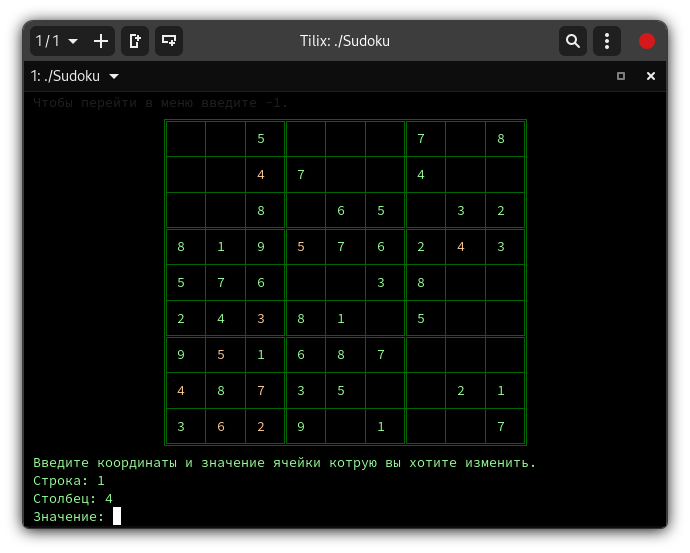 1/1 Tilix: ./Sudoku
1: ./Sudoku
Чтобы перейти в меню введите -1.
5 7 8
4 7 4
8 6 5 3 2
8 1 9 5 7 6 2 4 3
5 7 6 3 8
2 4 3 8 1 5
9 5 1 6 8 7
4 8 7 3 5 2 1
3 6 2 9 1 7
Введите координаты и значение ячейки котрую вы хотите изменить.
Строка: 1
Столбец: 4
Значение: